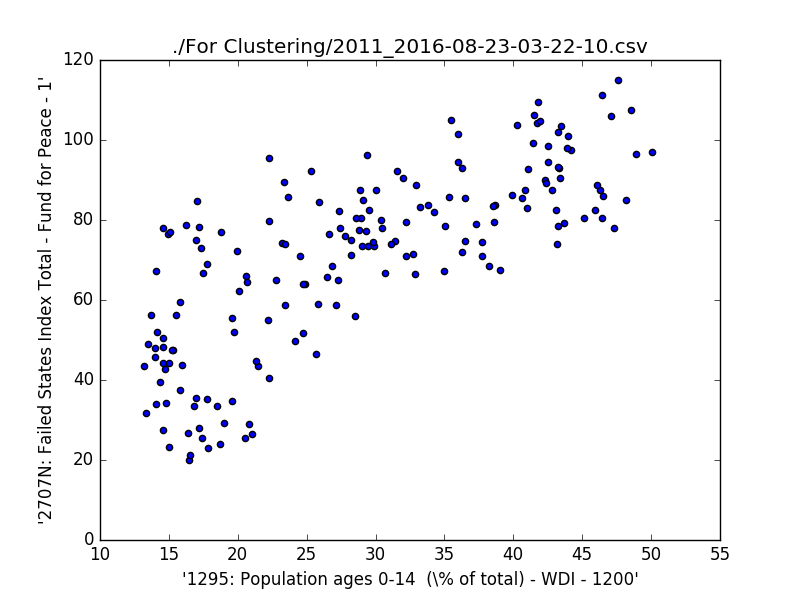 ./For Clustering/2011_2016-08-23-03-22-10.csv
120
100
80
60
40
20
0
'2707N: Failed States Index Total - Fund for Peace - 1'
10 15 20 25 30 35 40 45 50 55
'1295: Population ages 0-14  (\% of total) - WDI - 1200'